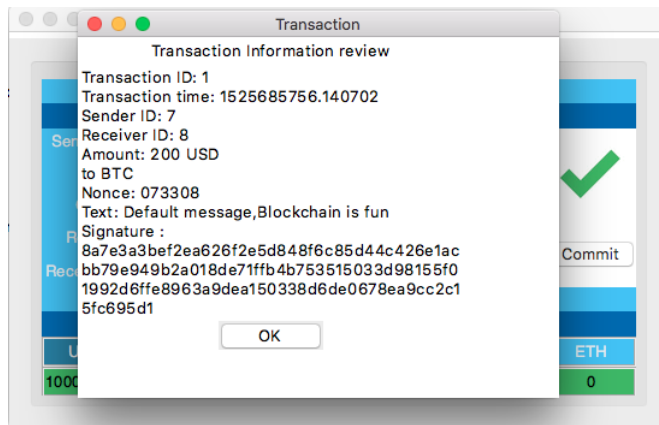 Transaction
Transaction Information review
Transaction ID: 1
Transaction time: 1525685756.140702
Sender ID: 7
Receiver ID: 8
Amount: 200 USD
to BTC
Nonce: 073308
Text: Default message,Blockchain is fun
Signature :
8a7e3a3bef2ea626f2e5d848f6c85d44c426e1ac
bb79e949b2a018de71ffb4b753515033d98155f0
1992d6ffe8963a9dea150338d6de0678ea9cc2c1
5fc695d1
OK
Commit
ETH
0